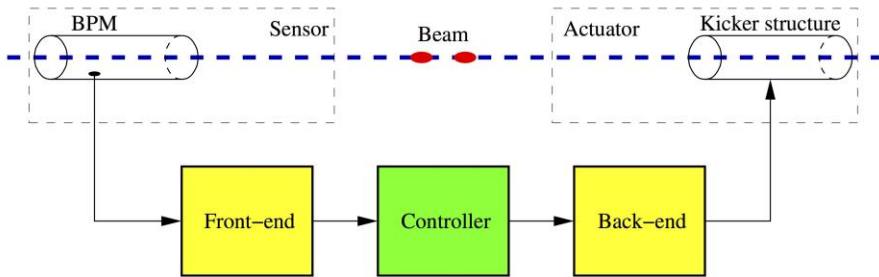 BPM
Sensor
Beam
Actuator
Kicker structure
Front−end
Controller
Back−end